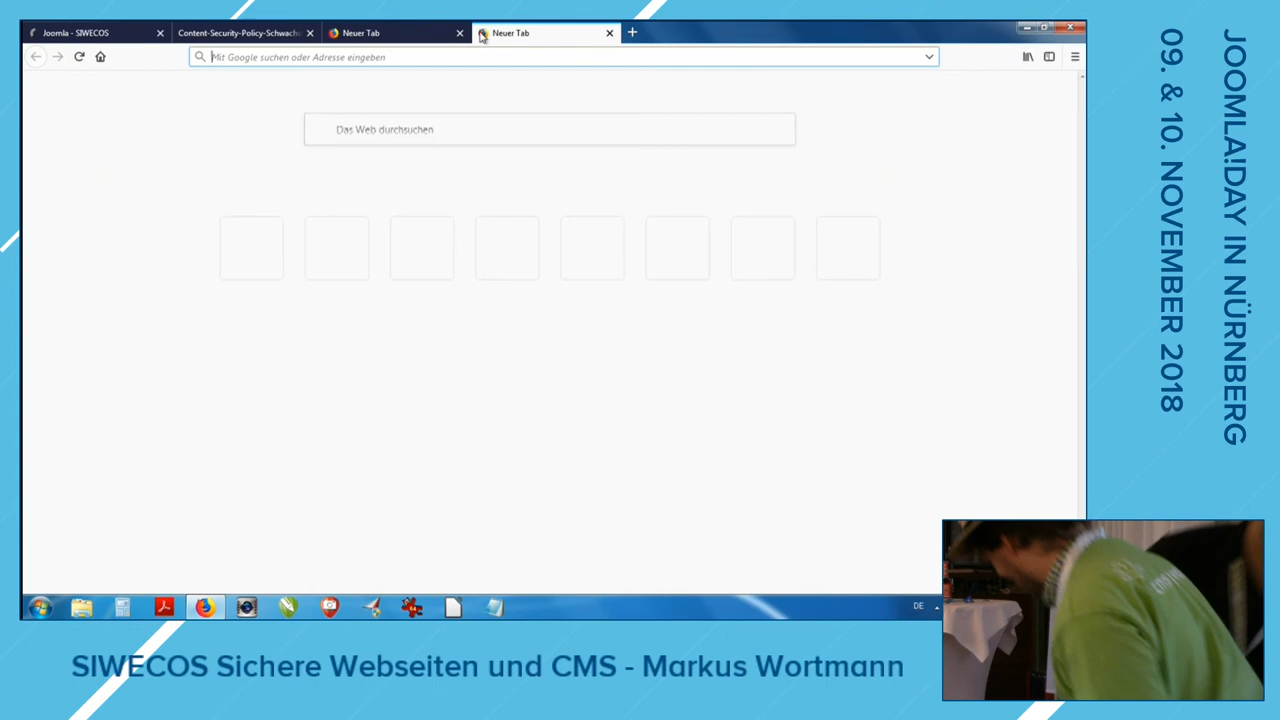 Joomla - SIWECOS
Content-Security-Policy-Schwach
Neuer Tab
Neuer Tab
Mit Google suchen oder Adresse eingeben
Das Web durchsuchen
DE
JOOMLA!DAY IN NÜRNBERG
09. & 10. NOVEMBER 2018
SIWECOS Sichere Webseiten und CMS - Markus Wortmann